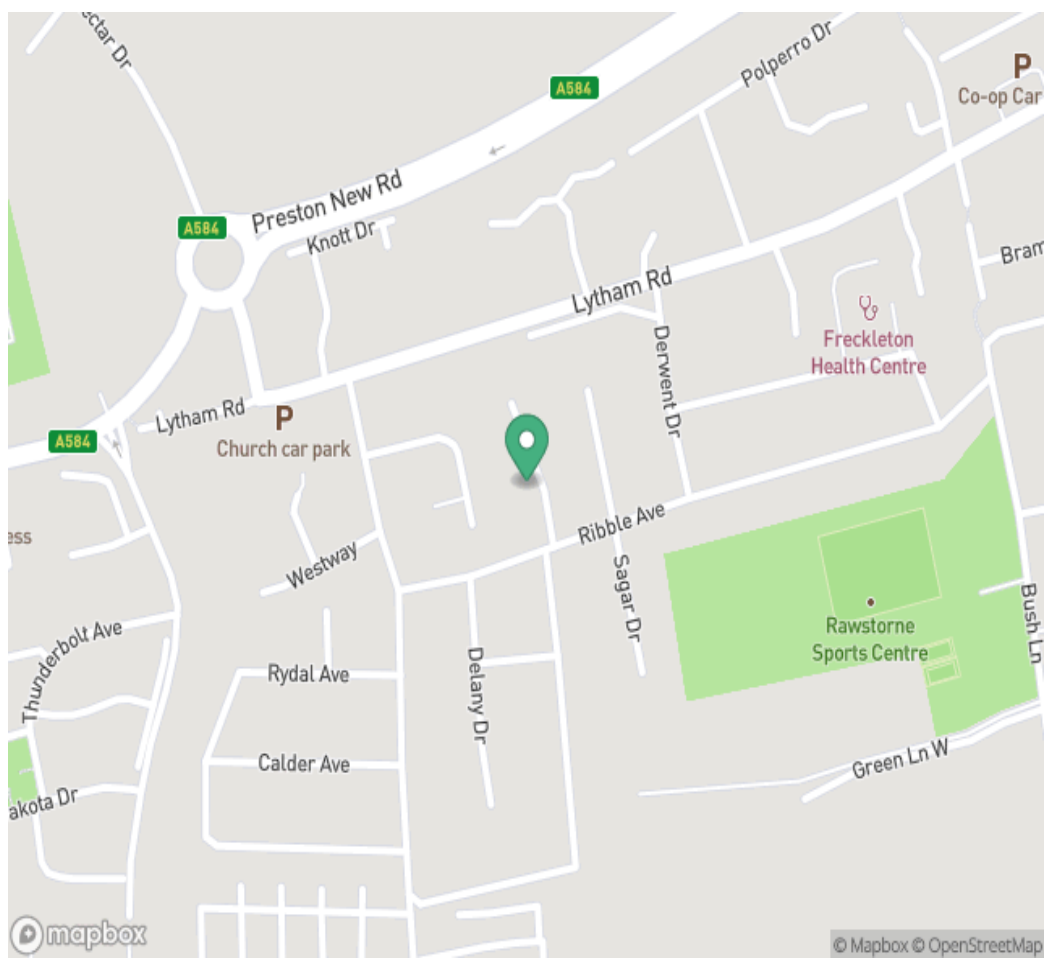 ectar Dr
A584
Polperro Dr
P
Co-op Car
Preston New Rd
A584
Knott Dr
Lytham Rd
Bram
Freckleton
Health Centre
Derwent Dr
Lytham Rd
P
Church car park
A584
ess
Westway
Ribble Ave
Sagar Dr
Thunderbolt Ave
Rydal Ave
Delany Dr
Rawstorne
Sports Centre
Bush Ln
Calder Ave
Green Ln W
akota Dr
mapbox
© Mapbox © OpenStreetMap